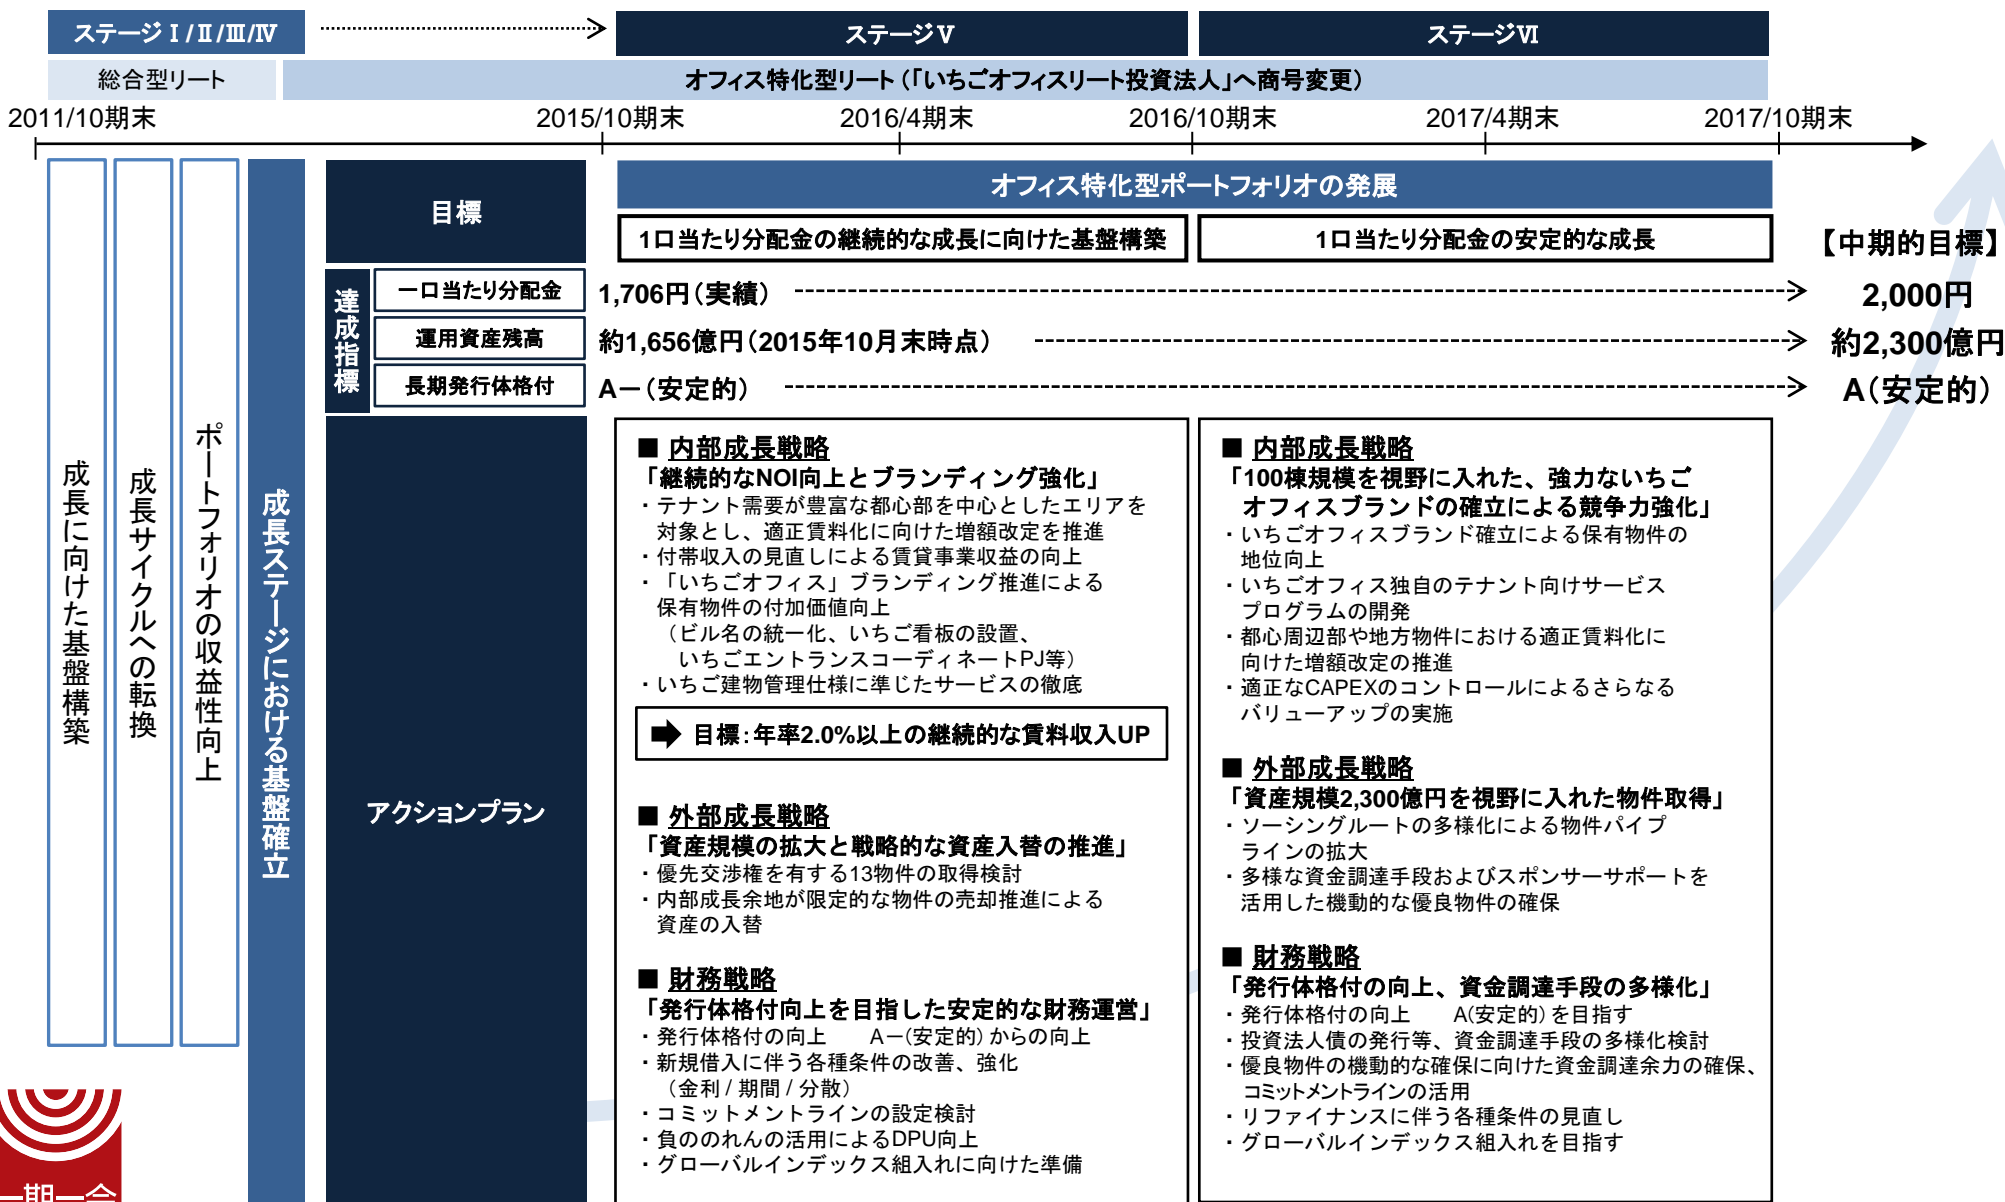 ステージⅠ/Ⅱ/Ⅲ/Ⅳ
ステージⅤ
ステージⅥ
総合型リート
オフィス特化型リート(「いちごオフィスリート投資法人」へ商号変更)
2011/10期末
2015/10期末
2016/4期末
2016/10期末
2017/4期末
2017/10期末
成長に向けた基盤構築
成長サイクルへの転換
ポートフォリオの収益性向上
成長ステージにおける基盤確立
目標
オフィス特化型ポートフォリオの発展
1口当たり分配金の継続的な成長に向けた基盤構築
1口当たり分配金の安定的な成長
【中期的目標】
達成指標
一口当たり分配金
1,706円(実績)
2,000円
運用資産残高
約1,656億円(2015年10月末時点)
約2,300億円
長期発行体格付
A－(安定的)
A(安定的)
アクションプラン
■ 内部成長戦略
「継続的なNOI向上とブランディング強化」
・テナント需要が豊富な都心部を中心としたエリアを
対象とし、適正賃料化に向けた増額改定を推進
・付帯収入の見直しによる賃貸事業収益の向上
・「いちごオフィス」ブランディング推進による
保有物件の付加価値向上
(ビル名の統一化、いちご看板の設置、
いちごエントランスコーディネートPJ等)
・いちご建物管理仕様に準じたサービスの徹底
➡ 目標:年率2.0%以上の継続的な賃料収入UP
■ 外部成長戦略
「資産規模の拡大と戦略的な資産入替の推進」
・優先交渉権を有する13物件の取得検討
・内部成長余地が限定的な物件の売却推進による
資産の入替
■ 財務戦略
「発行体格付向上を目指した安定的な財務運営」
・発行体格付の向上　A－(安定的)からの向上
・新規借入に伴う各種条件の改善、強化
(金利 / 期間 / 分散)
・コミットメントラインの設定検討
・負ののれんの活用によるDPU向上
・グローバルインデックス組入れに向けた準備
■ 内部成長戦略
「100棟規模を視野に入れた、強力ないちご
オフィスブランドの確立による競争力強化」
・いちごオフィスブランド確立による保有物件の
地位向上
・いちごオフィス独自のテナント向けサービス
プログラムの開発
・都心周辺部や地方物件における適正賃料化に
向けた増額改定の推進
・適正なCAPEXのコントロールによるさらなる
バリューアップの実施
■ 外部成長戦略
「資産規模2,300億円を視野に入れた物件取得」
・ソーシングルートの多様化による物件パイプ
ラインの拡大
・多様な資金調達手段およびスポンサーサポートを
活用した機動的な優良物件の確保
■ 財務戦略
「発行体格付の向上、資金調達手段の多様化」
・発行体格付の向上　A(安定的)を目指す
・投資法人債の発行等、資金調達手段の多様化検討
・優良物件の機動的な確保に向けた資金調達余力の確保、
コミットメントラインの活用
・リファイナンスに伴う各種条件の見直し
・グローバルインデックス組入れを目指す
一期一会